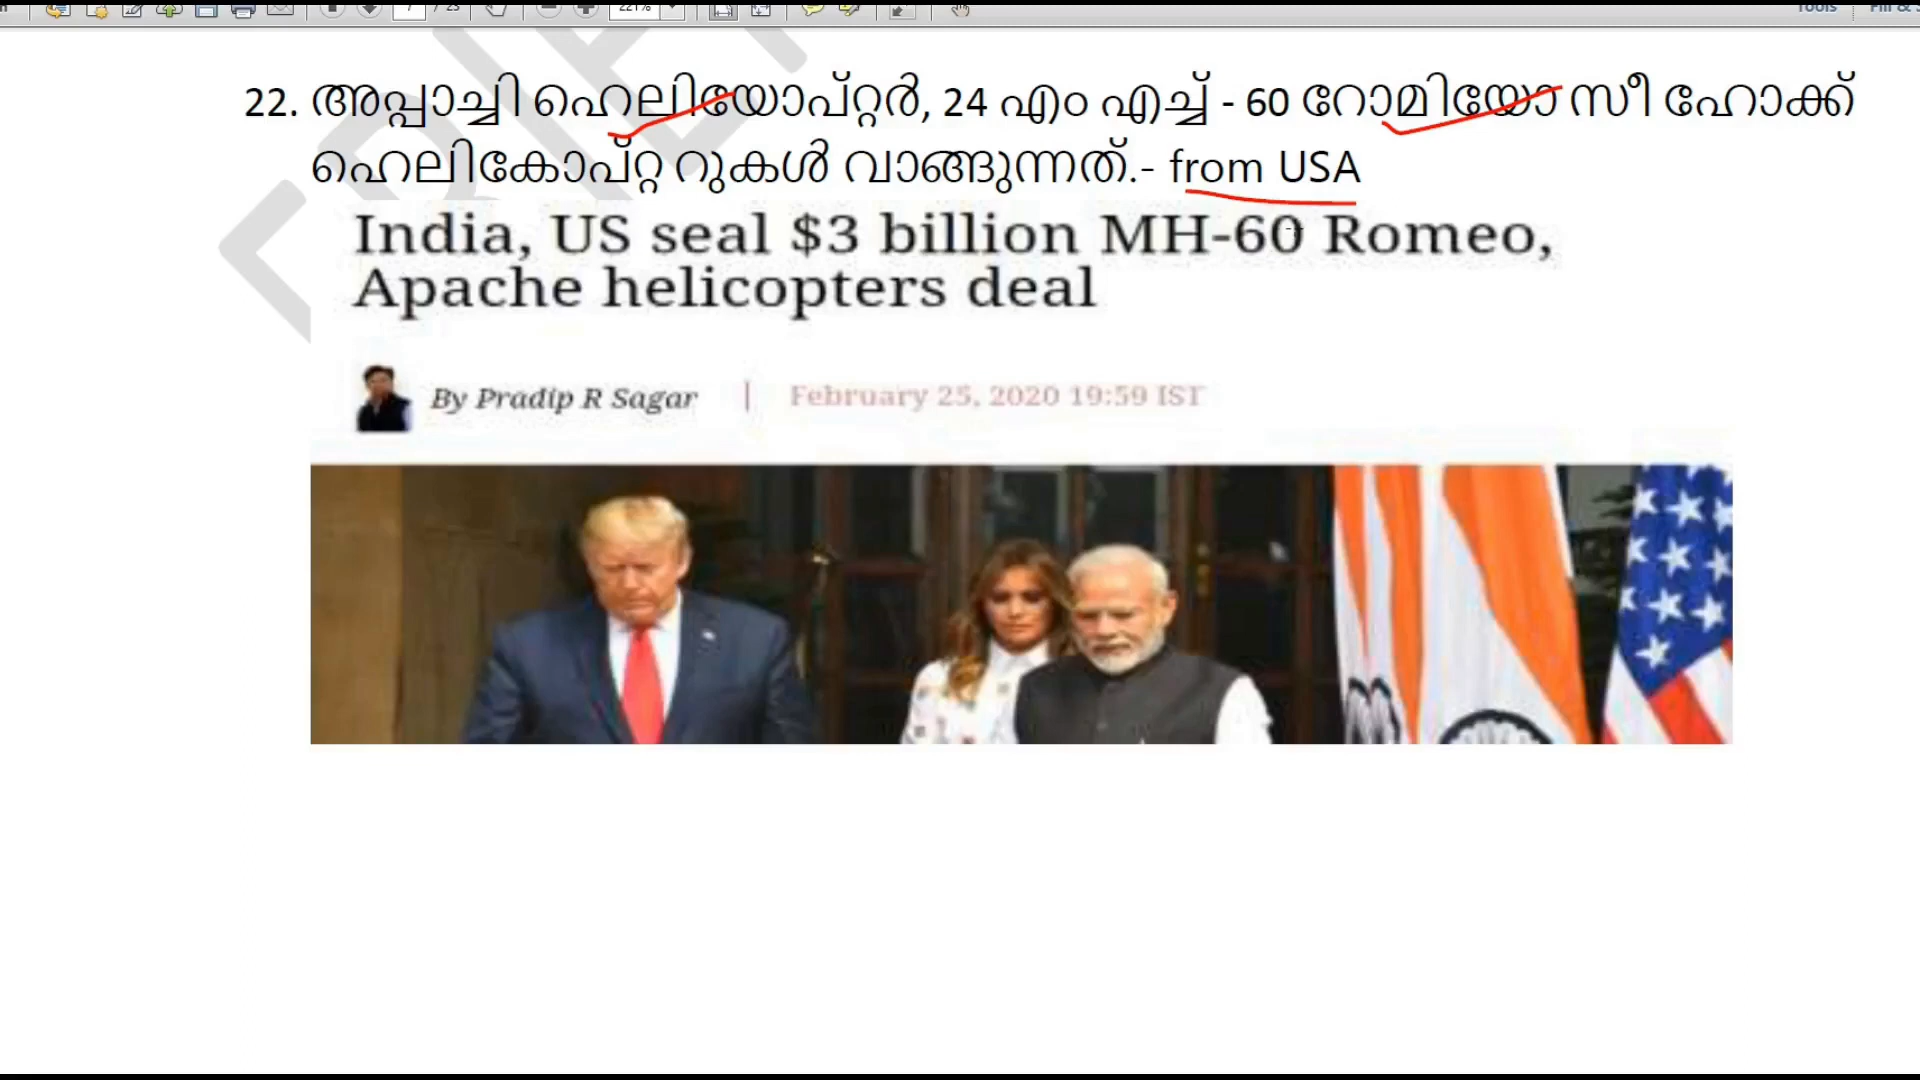 22. അപ്പാച്ചി ഹെലിയോപ്റ്റർ, 24 എം എച്ച് - 60 റോമിയോ സീ ഹോക്ക്
ഹെലികോപ്റ്ററുകൾ വാങ്ങുന്നത്.- from USA
India, US seal $3 billion MH-60 Romeo,
Apache helicopters deal
By Pradip R Sagar | February 25, 2020 19:59 IST